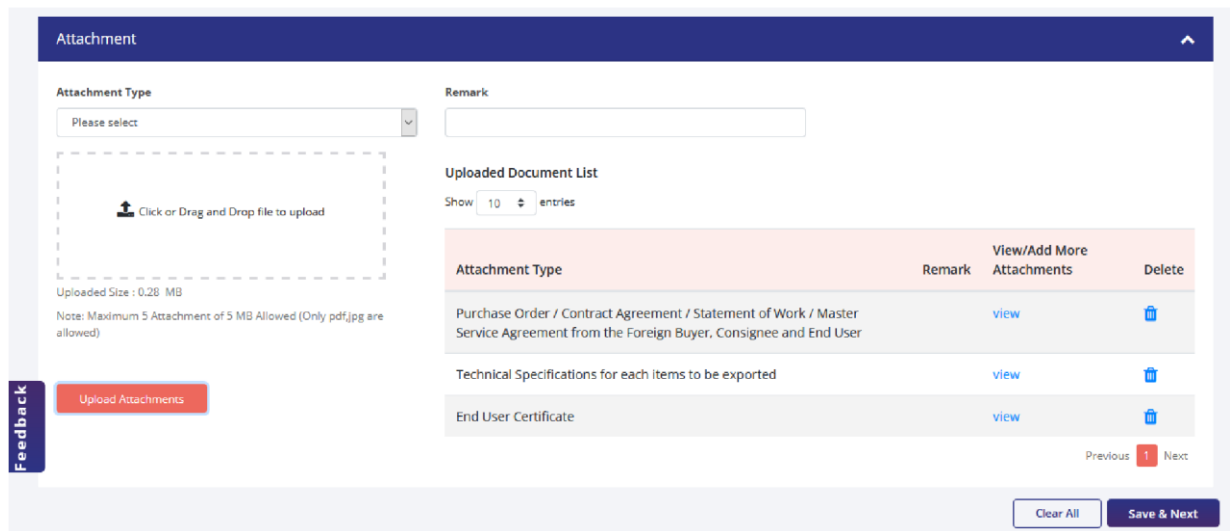 Attachment
Attachment Type
Please select
Click or Drag and Drop file to upload
Uploaded Size : 0.28 MB
Note: Maximum 5 Attachment of 5 MB Allowed (Only pdf,jpg are
allowed)
Upload Attachments
Feedback
Remark
Uploaded Document List
Show 10 entries
Attachment Type Remark View/Add More Attachments Delete
Purchase Order / Contract Agreement / Statement of Work / Master view
Service Agreement from the Foreign Buyer, Consignee and End User
Technical Specifications for each items to be exported view
End User Certificate view
Previous 1 Next
Clear All Save & Next